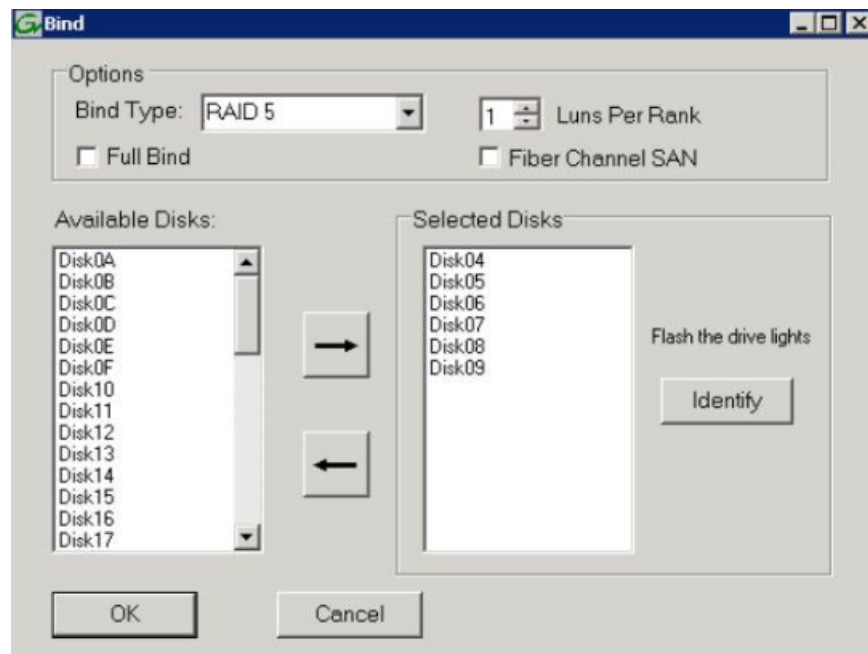 Bind
Options
Bind Type: RAID 5 1 Luns Per Rank
Full Bind Fiber Channel SAN
Available Disks: Selected Disks
Disk0A Disk04
Disk0B Disk05
Disk0C Disk06
Disk0D Disk07
Disk0E Disk08
Disk0F Disk09
Disk10
Disk11
Disk12
Disk13
Disk14
Disk15
Disk16
Disk17
Flash the drive lights
Identify
OK Cancel